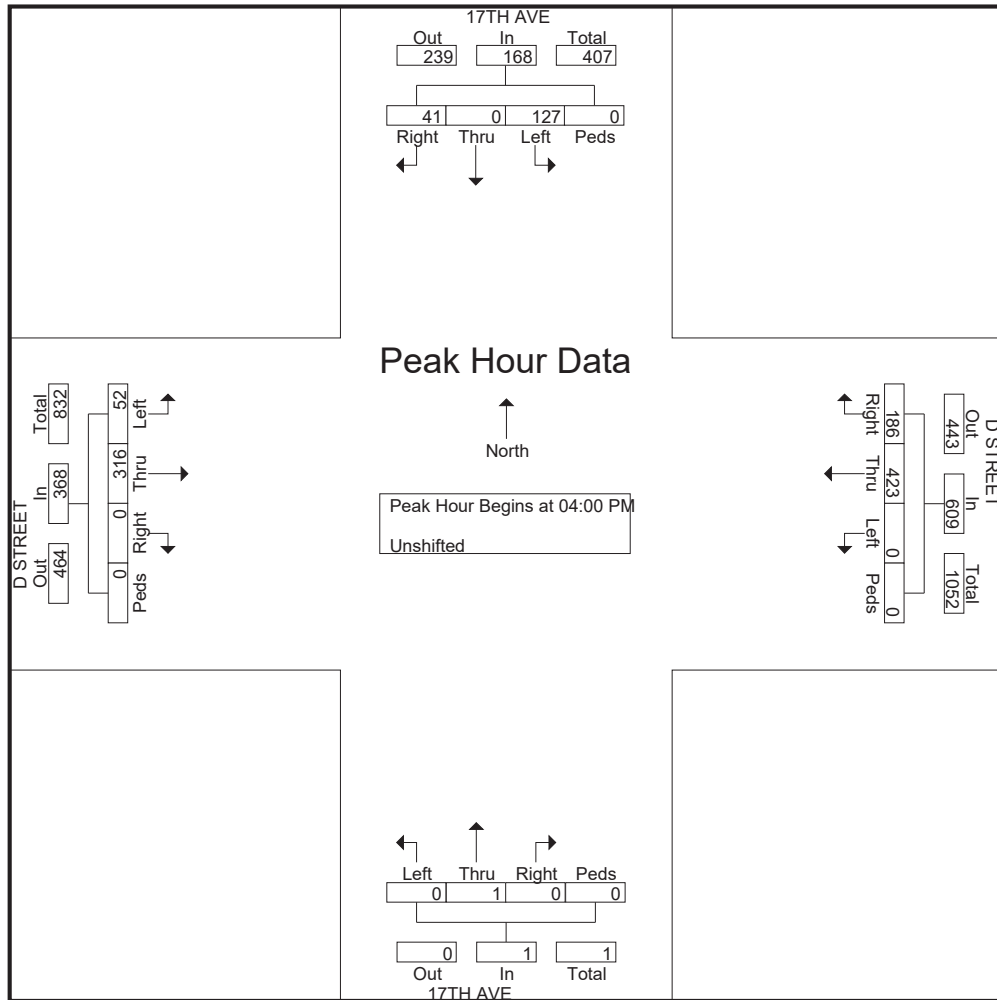 17TH AVE
Out In Total
239 168 407
41 0 127 0
Right Thru Left Peds
Peak Hour Data
North
Peak Hour Begins at 04:00 PM
Unshifted
D STREET
Total In Out
832 368 464
52 316 0 0
Left Thru Right Peds
D STREET
Out In Total
443 609 1052
186 423 0 0
Right Thru Left Peds
Left Thru Right Peds
0 1 0 0
0 1 1
Out In Total
17TH AVE